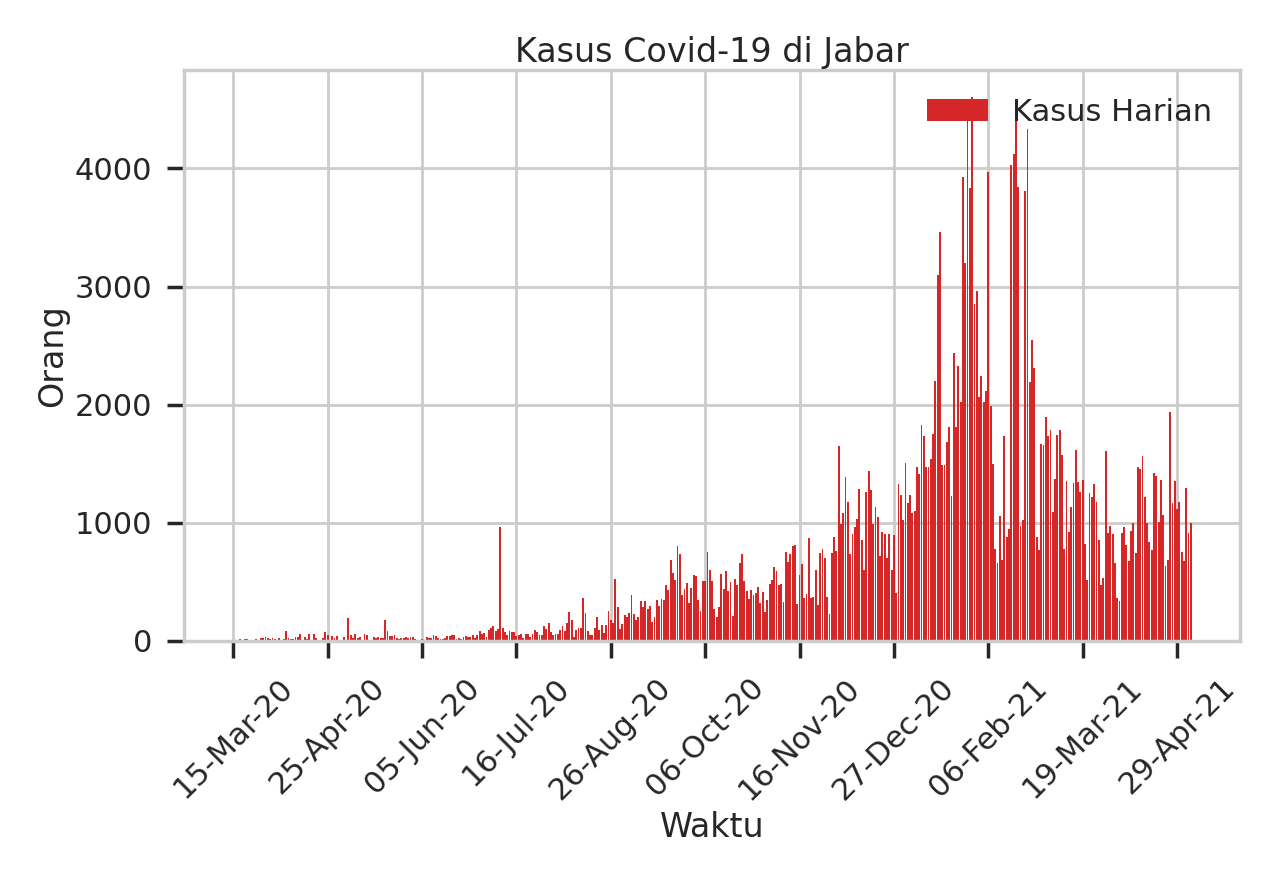 Kasus Covid-19 di Jabar
Kasus Harian
Orang
4000
3000
2000
1000
0
15-Mar-20
25-Apr-20
05-Jun-20
16-Jul-20
26-Aug-20
06-Oct-20
16-Nov-20
27-Dec-20
06-Feb-21
19-Mar-21
29-Apr-21
Waktu